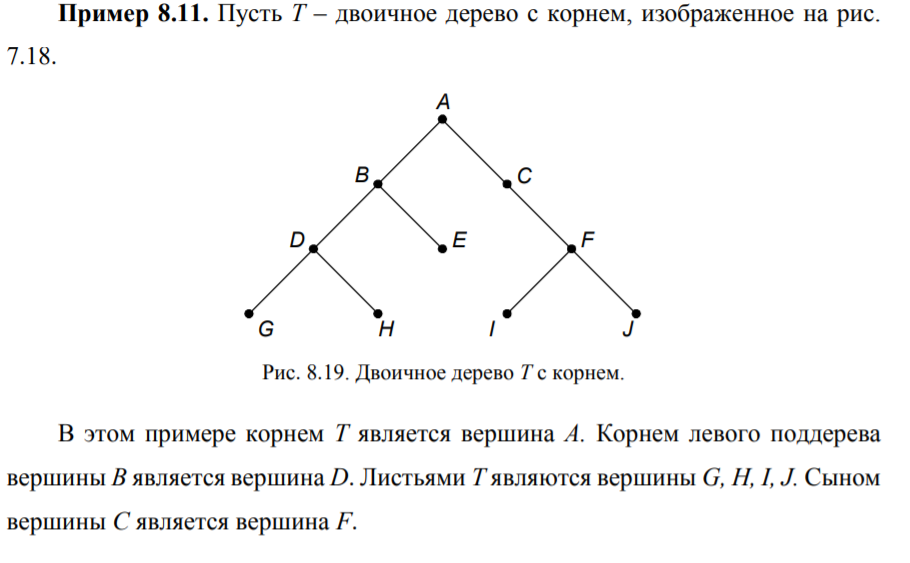 Пример 8.11. Пусть T – двоичное дерево с корнем, изображенное на рис.
7.18.
A
B
C
D
E
F
G
H
I
J
Рис. 8.19. Двоичное дерево T с корнем.
В этом примере корнем T является вершина A. Корнем левого поддерева
вершины B является вершина D. Листьями T являются вершины G, H, I, J. Сыном
вершины C является вершина F.